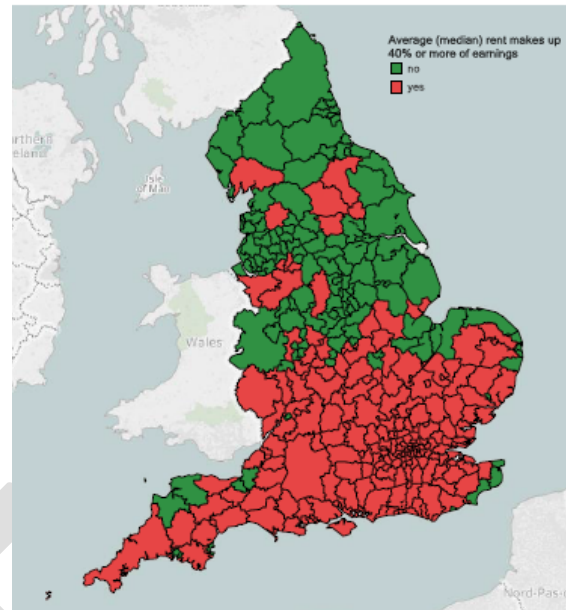 Average (median) rent makes up
40% or more of earnings
no
yes
Isle
of Man
Wales
Nord-Pas-d